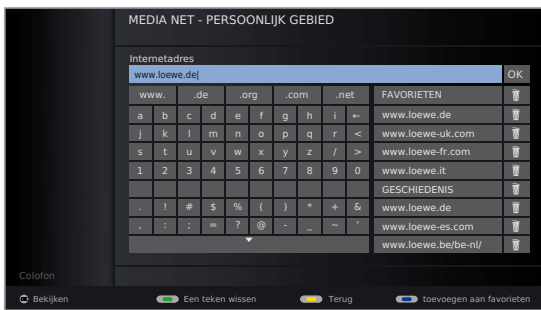 MEDIA NET - PERSOONLIJK GEBIED
Internetadres
www.loewe.de
OK
www. .de .org .com .net
a b c d e f g h i ←
j k l m n o p q r <
s t u v w x y z / >
1 2 3 4 5 6 7 8 9 0
. ! # $ % ( ) * + &
, : ; = ? @ - _ ~ '
FAVORIETEN
www.loewe.de
www.loewe-uk.com
www.loewe-fr.com
www.loewe.it
GESCHIEDENIS
www.loewe.de
www.loewe-es.com
www.loewe.be/be-nl/
Colofon
Bekijken Een teken wissen Terug toevoegen aan favorieten